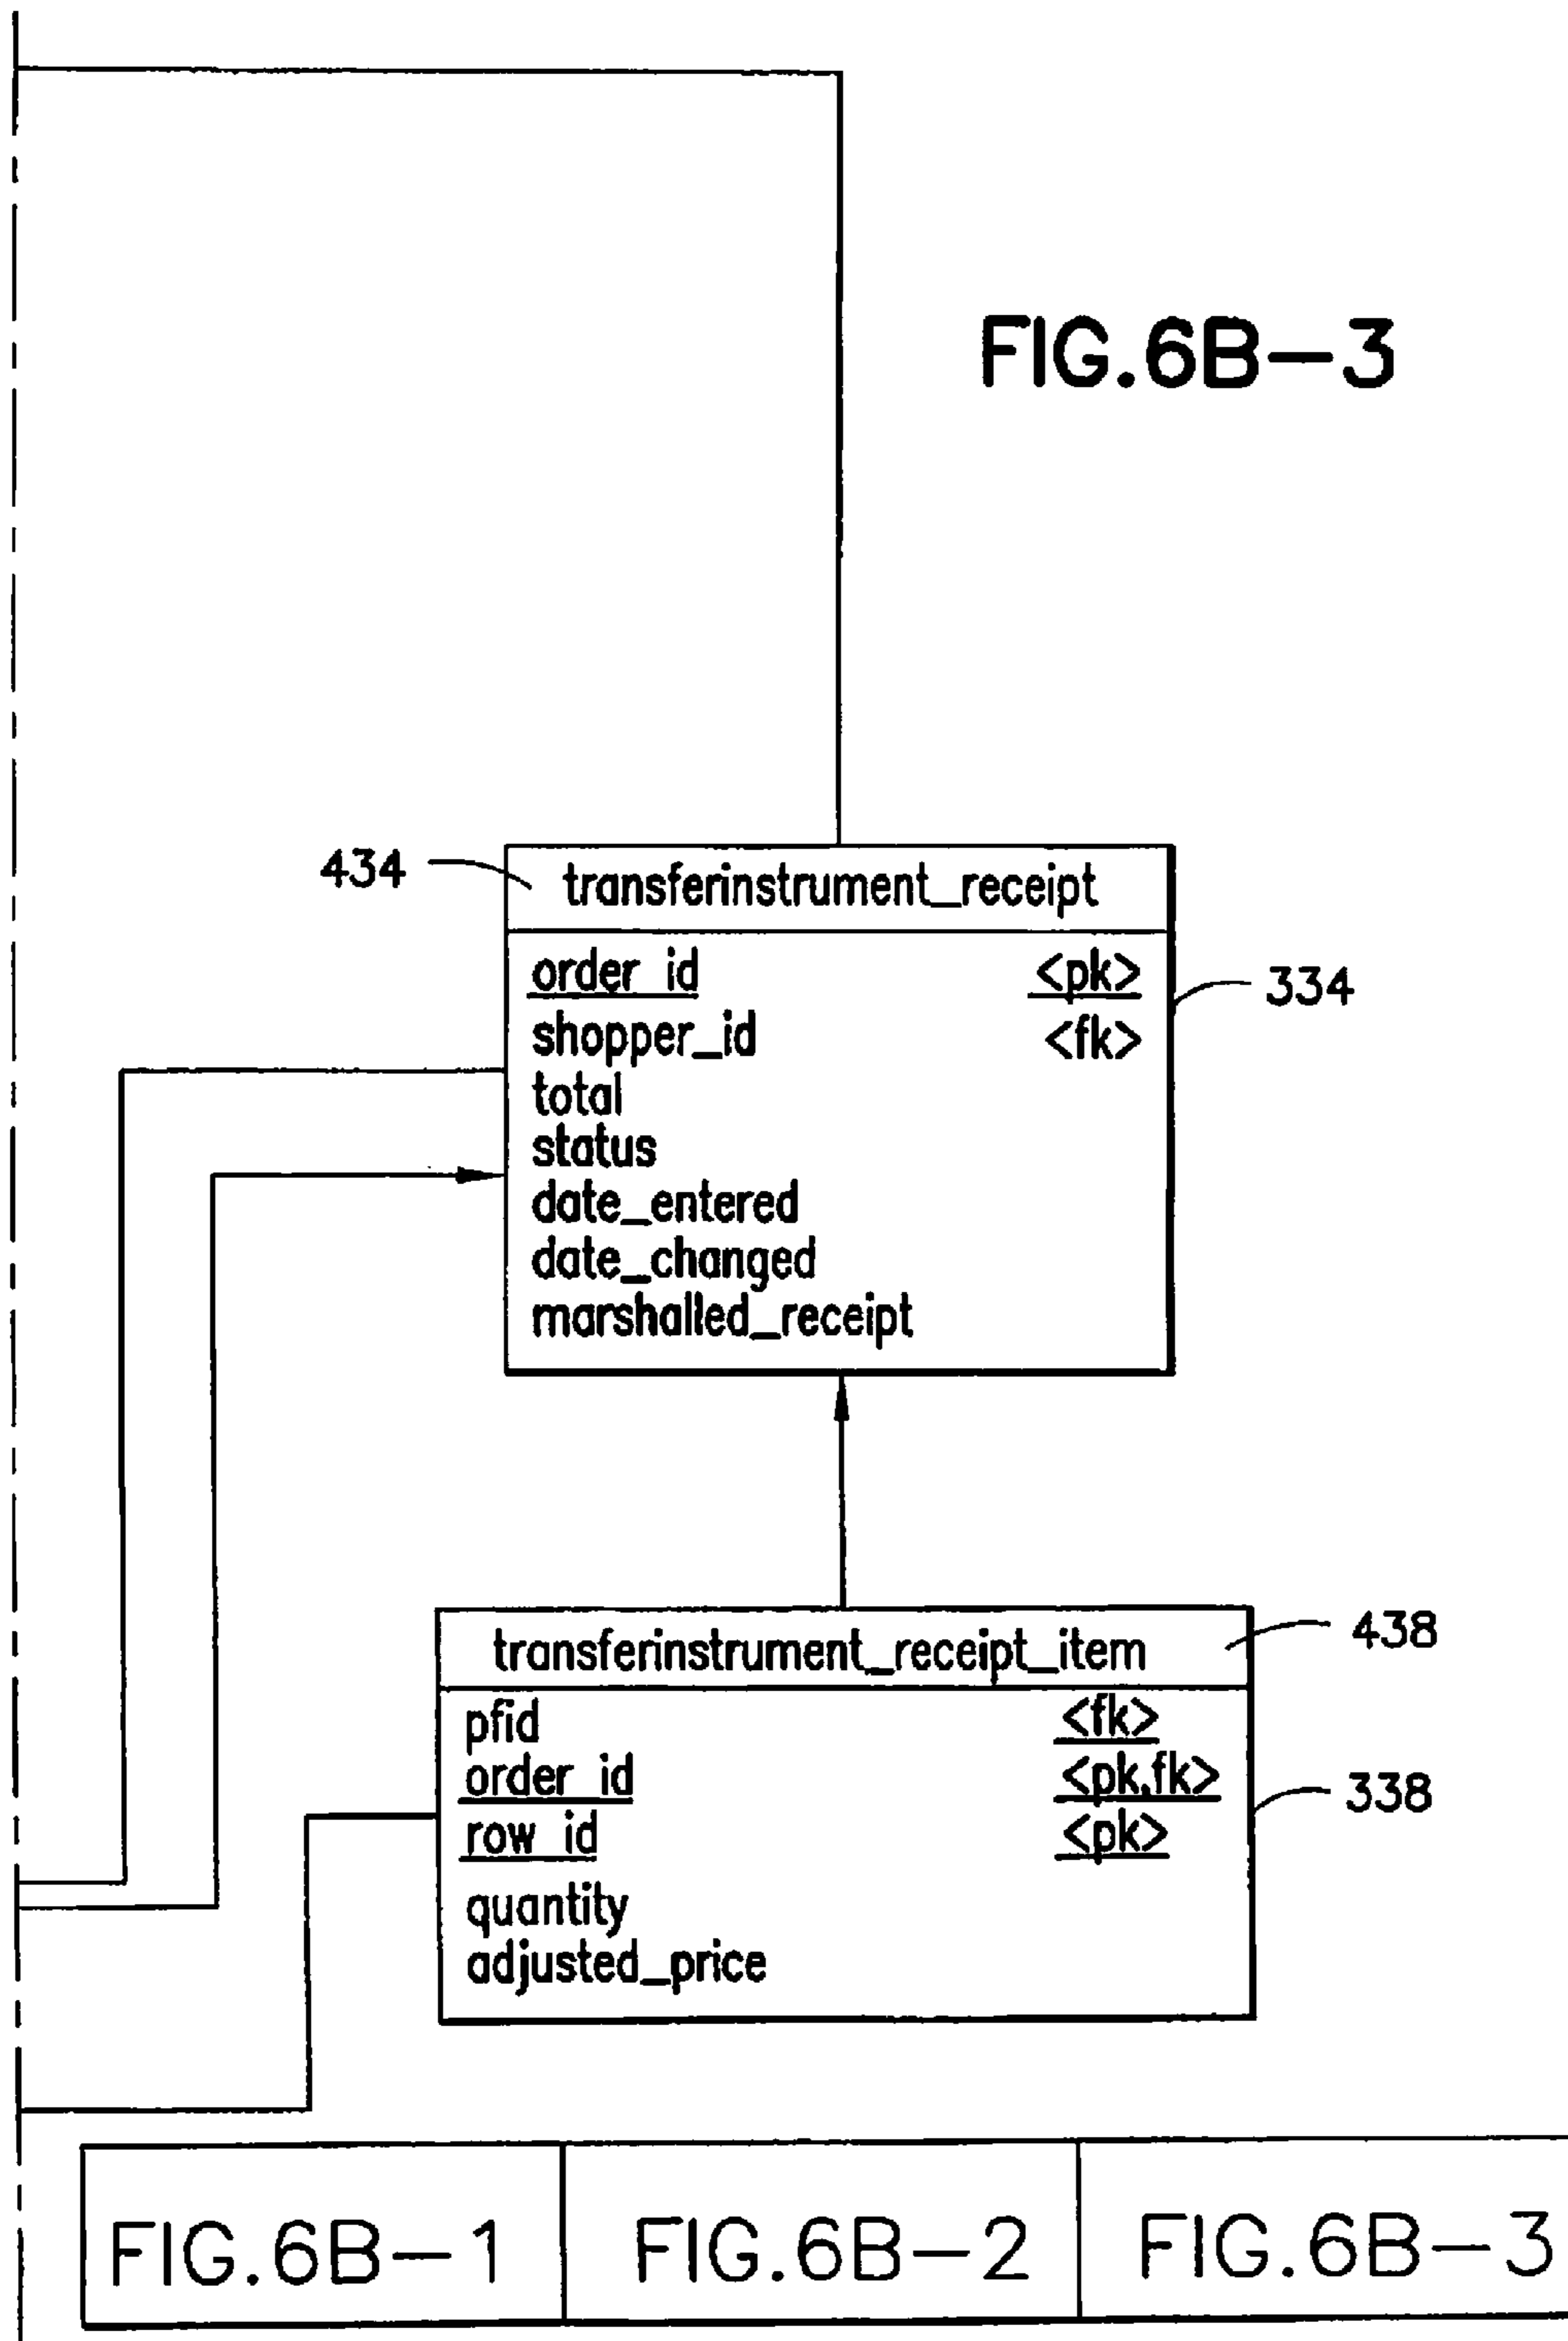 FIG.6B—3
434
transferinstrument_receipt
order_id <pk>
334
shopper_id <fk>
total
status
date_entered
date_changed
marshalled_receipt
438
transferinstrument_receipt_item
pfid <fk>
order_id <pk,fk>
338
row_id <pk>
quantity
adjusted_price
FIG.6B—1 FIG.6B—2 FIG.6B—3